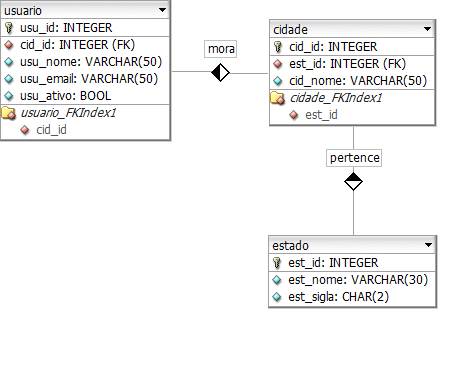 usuario
usu_id: INTEGER
cid_id: INTEGER (FK)
usu_nome: VARCHAR(50)
usu_email: VARCHAR(50)
usu_ativo: BOOL
usuario_FKIndex1
cid_id
mora
cidade
cid_id: INTEGER
est_id: INTEGER (FK)
cid_nome: VARCHAR(50)
cidade_FKIndex1
est_id
pertence
estado
est_id: INTEGER
est_nome: VARCHAR(30)
est_sigla: CHAR(2)